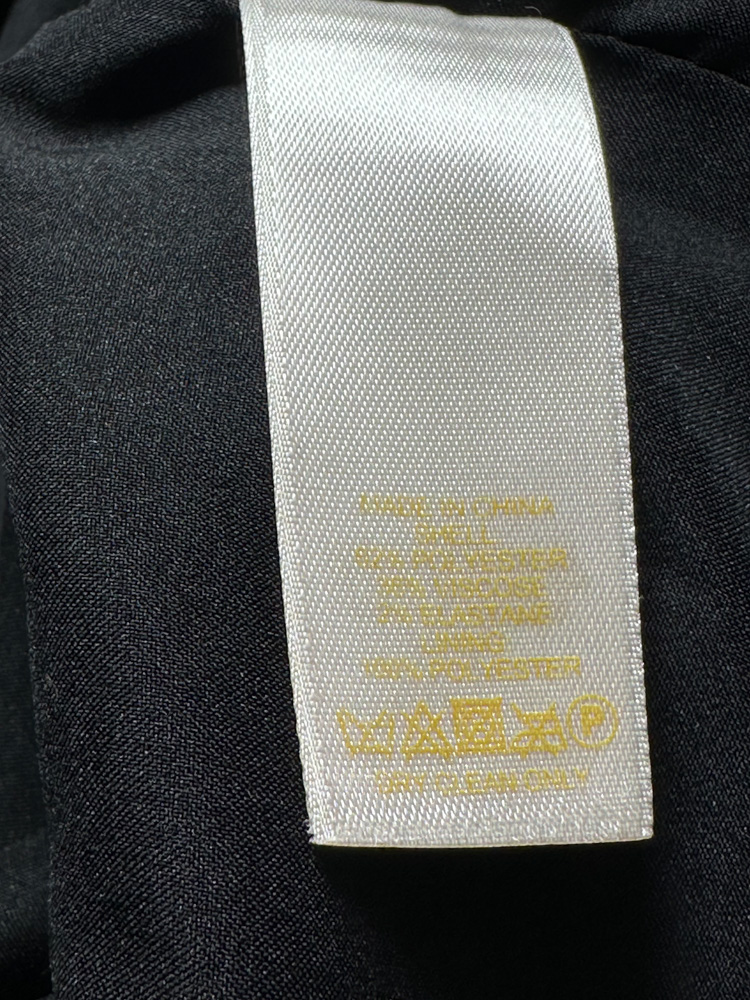 MADE IN CHINA
SHELL
POLYESTER
VISCOSE
ELASTANE
LINING
100% POLYESTER
P
DRY CLEAN ONLY